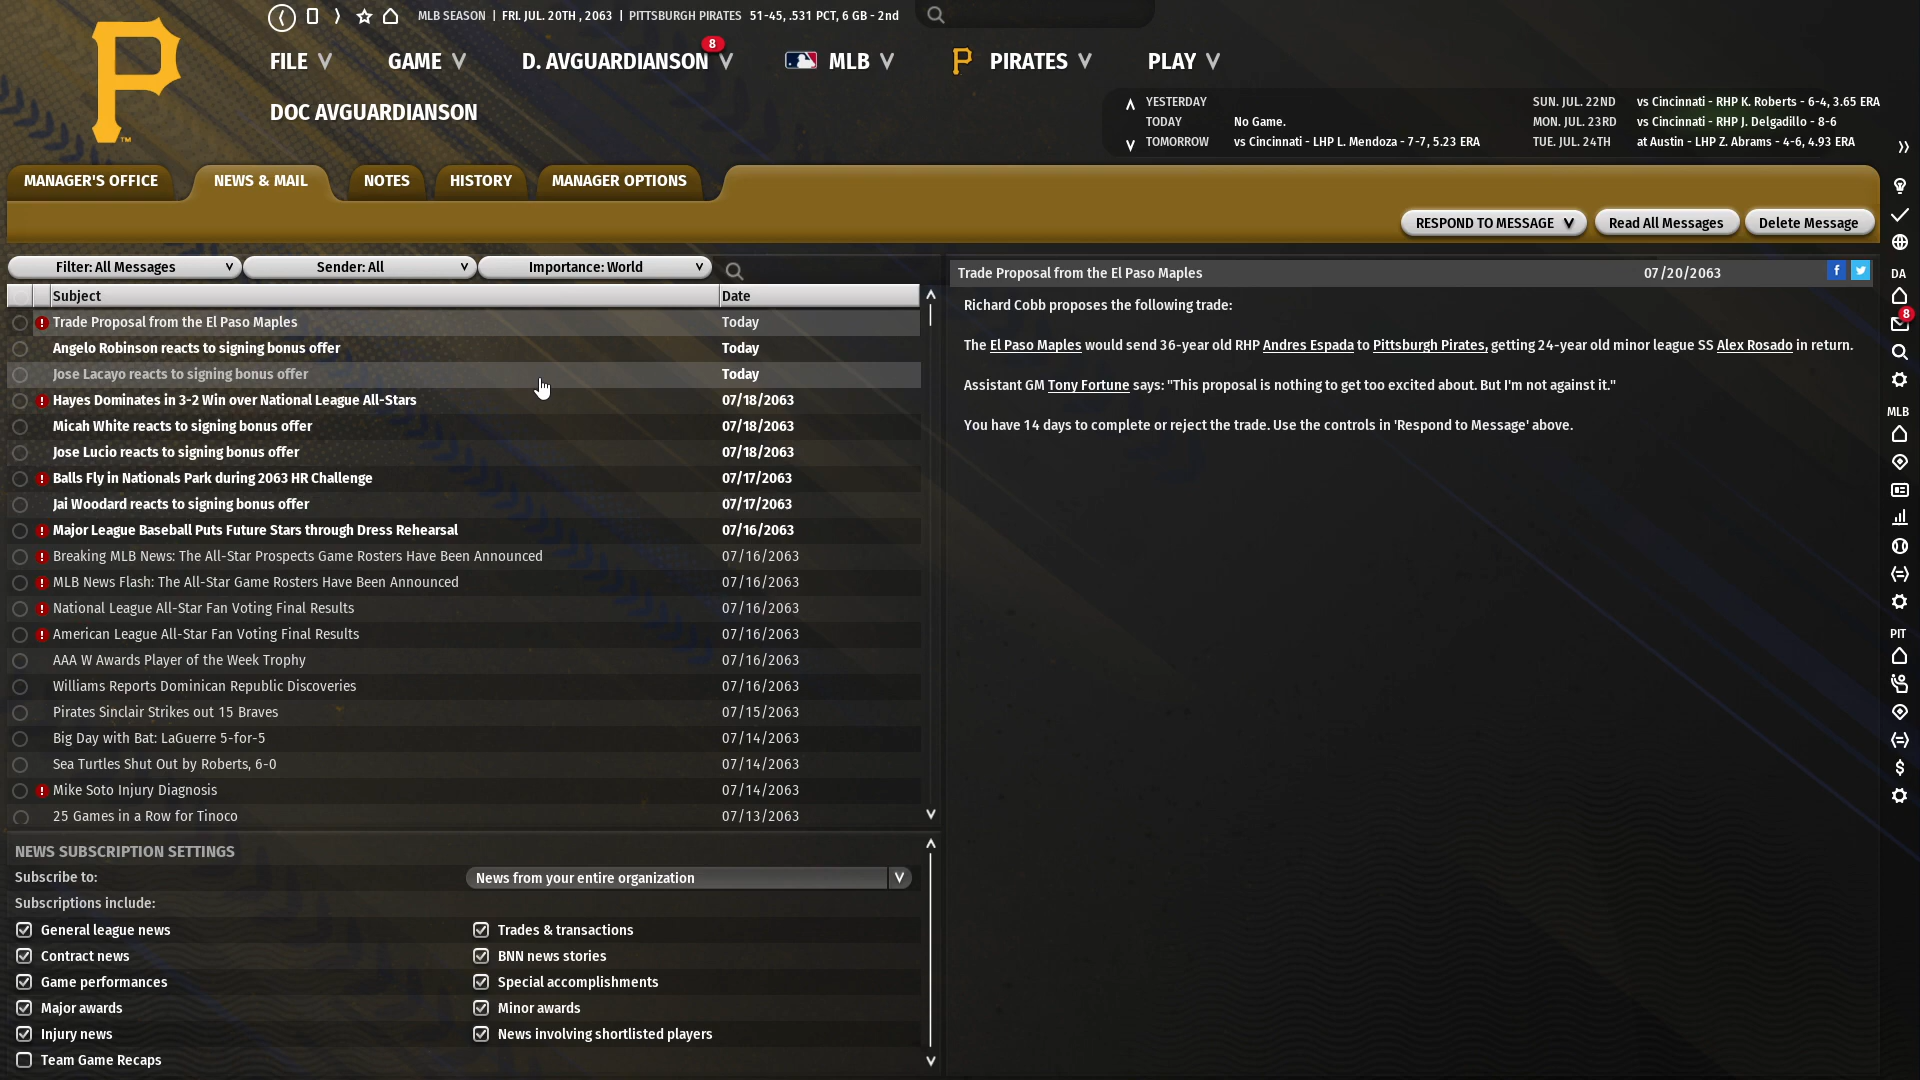 MLB SEASON | FRI. JUL. 20TH , 2063 | PITTSBURGH PIRATES 51-45, .531 PCT, 6 GB - 2nd
FILE GAME D. AVGUARDIANSON 8 MLB PIRATES PLAY
P
TM
DOC AVGUARDIANSON
YESTERDAY
TODAY No Game.
TOMORROW vs Cincinnati - LHP L. Mendoza - 7-7, 5.23 ERA
SUN. JUL. 22ND vs Cincinnati - RHP K. Roberts - 6-4, 3.65 ERA
MON. JUL. 23RD vs Cincinnati - RHP J. Delgadillo - 8-6
TUE. JUL. 24TH at Austin - LHP Z. Abrams - 4-6, 4.93 ERA
MANAGER'S OFFICE NEWS & MAIL NOTES HISTORY MANAGER OPTIONS
RESPOND TO MESSAGE Read All Messages Delete Message
Filter: All Messages Sender: All Importance: World
Subject Date
Trade Proposal from the El Paso Maples Today
Angelo Robinson reacts to signing bonus offer Today
Jose Lacayo reacts to signing bonus offer Today
Hayes Dominates in 3-2 Win over National League All-Stars 07/18/2063
Micah White reacts to signing bonus offer 07/18/2063
Jose Lucio reacts to signing bonus offer 07/18/2063
Balls Fly in Nationals Park during 2063 HR Challenge 07/17/2063
Jai Woodard reacts to signing bonus offer 07/17/2063
Major League Baseball Puts Future Stars through Dress Rehearsal 07/16/2063
Breaking MLB News: The All-Star Prospects Game Rosters Have Been Announced 07/16/2063
MLB News Flash: The All-Star Game Rosters Have Been Announced 07/16/2063
National League All-Star Fan Voting Final Results 07/16/2063
American League All-Star Fan Voting Final Results 07/16/2063
AAA W Awards Player of the Week Trophy 07/16/2063
Williams Reports Dominican Republic Discoveries 07/16/2063
Pirates Sinclair Strikes out 15 Braves 07/15/2063
Big Day with Bat: LaGuerre 5-for-5 07/14/2063
Sea Turtles Shut Out by Roberts, 6-0 07/14/2063
Mike Soto Injury Diagnosis 07/14/2063
25 Games in a Row for Tinoco 07/13/2063
NEWS SUBSCRIPTION SETTINGS
Subscribe to: News from your entire organization
Subscriptions include:
General league news Trades & transactions
Contract news BNN news stories
Game performances Special accomplishments
Major awards Minor awards
Injury news News involving shortlisted players
Team Game Recaps
Trade Proposal from the El Paso Maples 07/20/2063
Richard Cobb proposes the following trade:
The El Paso Maples would send 36-year old RHP Andres Espada to Pittsburgh Pirates, getting 24-year old minor league SS Alex Rosado in return.
Assistant GM Tony Fortune says: "This proposal is nothing to get too excited about. But I'm not against it."
You have 14 days to complete or reject the trade. Use the controls in 'Respond to Message' above.
DA
8
MLB
PIT
$